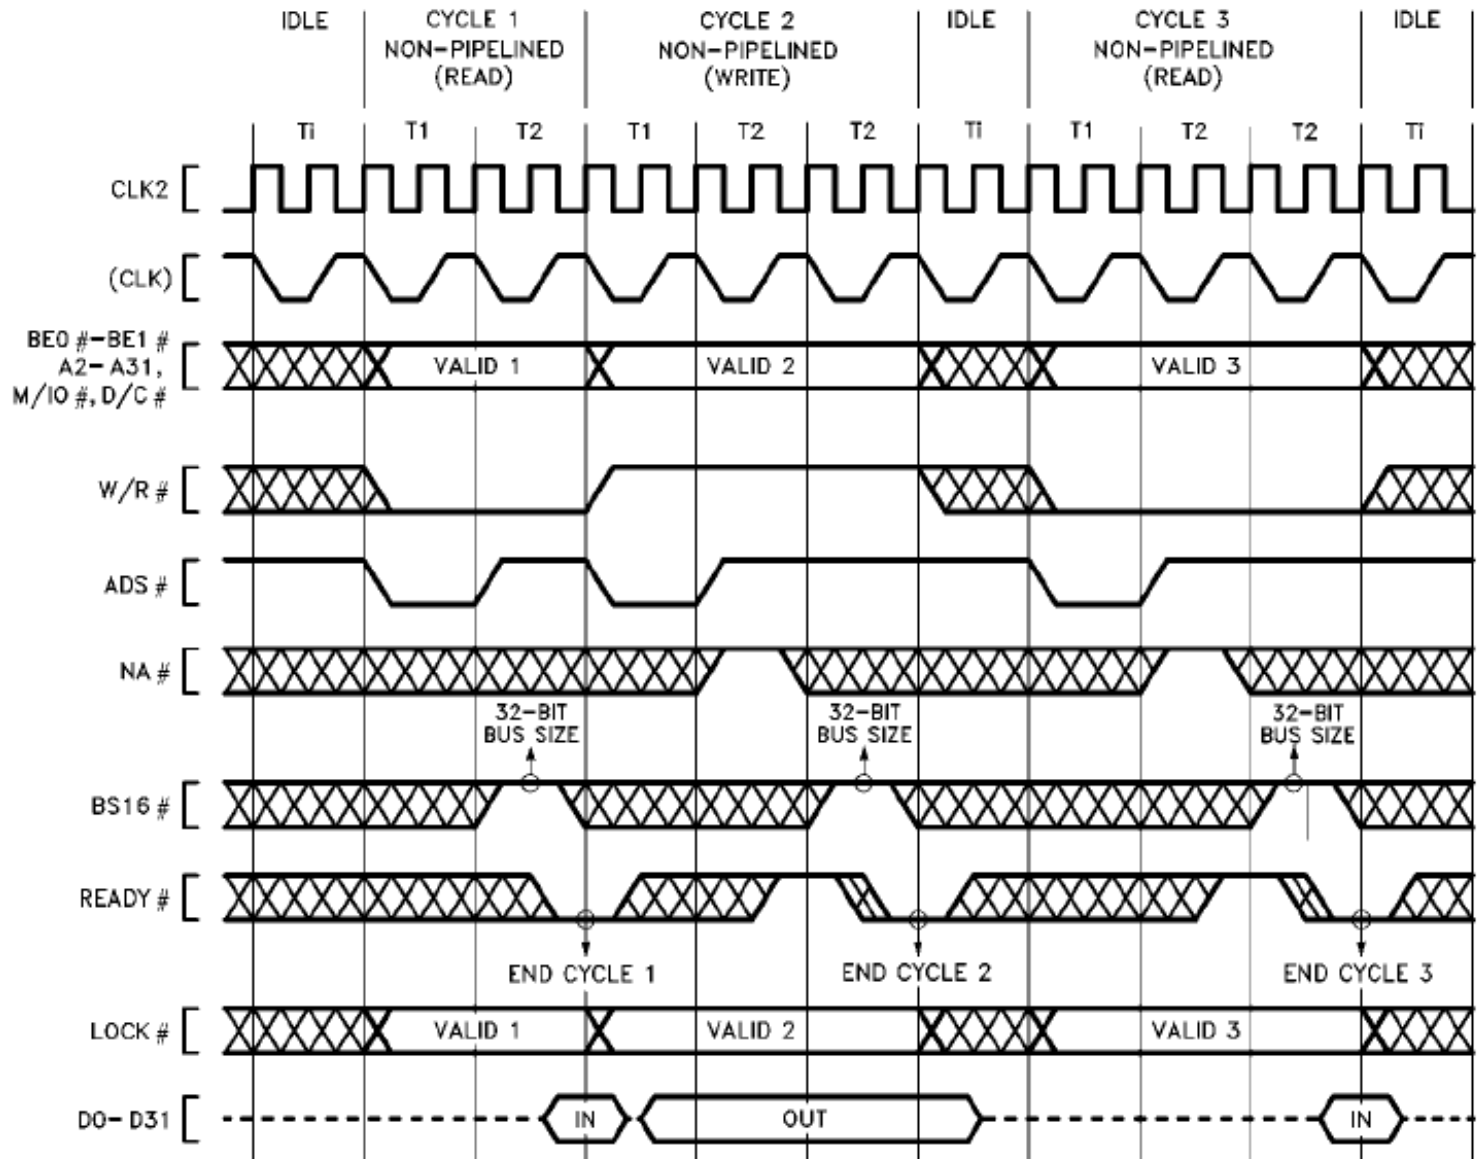 IDLE
CYCLE 1
NON-PIPELINED
(READ)
CYCLE 2
NON-PIPELINED
(WRITE)
IDLE
CYCLE 3
NON-PIPELINED
(READ)
IDLE
Ti T1 T2 T1 T2 T2 Ti T1 T2 T2 Ti
CLK2
(CLK)
BE0 #-BE1 #
A2-A31,
M/IO #, D/C #
VALID 1 VALID 2 VALID 3
W/R #
ADS #
NA #
32-BIT
BUS SIZE
32-BIT
BUS SIZE
32-BIT
BUS SIZE
BS16 #
READY #
END CYCLE 1 END CYCLE 2 END CYCLE 3
LOCK #
VALID 1 VALID 2 VALID 3
D0-D31
IN OUT IN